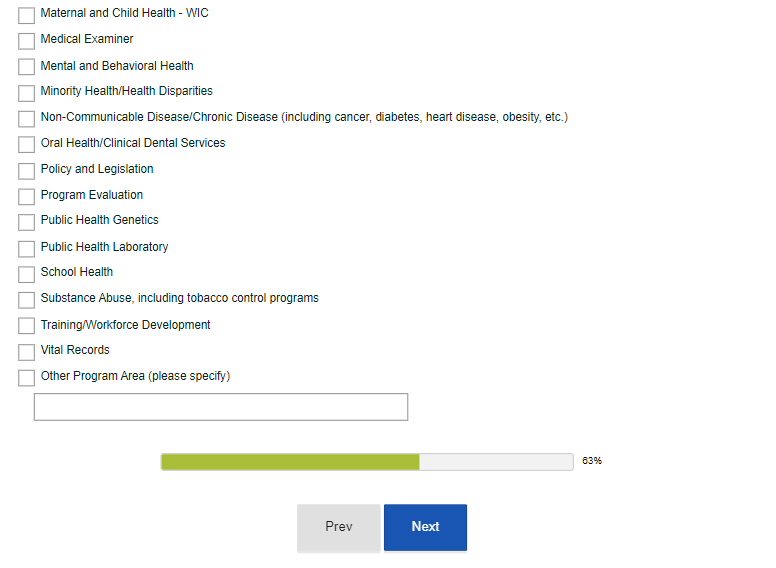 Maternal and Child Health - WIC
Medical Examiner
Mental and Behavioral Health
Minority Health/Health Disparities
Non-Communicable Disease/Chronic Disease (including cancer, diabetes, heart disease, obesity, etc.)
Oral Health/Clinical Dental Services
Policy and Legislation
Program Evaluation
Public Health Genetics
Public Health Laboratory
School Health
Substance Abuse, including tobacco control programs
Training/Workforce Development
Vital Records
Other Program Area (please specify)
63%
Prev Next